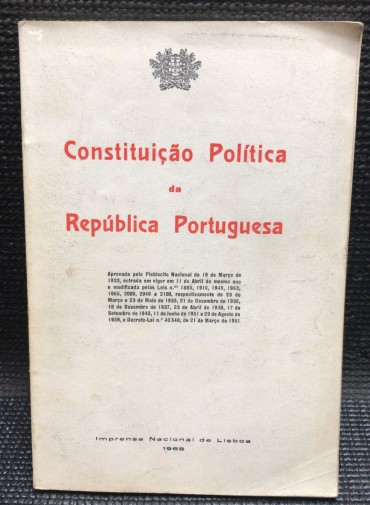 Constituição Política
da
República Portuguesa
Aprovada pelo Plebiscito Nacional de 19 de Março de
1933, entrada em vigor em 11 de Abril do mesmo ano
e modificada pelas Leis n.os 1885, 1910, 1945, 1963,
1966, 2009, 2048 e 2100, respectivamente de 23 de
Março e 23 de Maio de 1935, 21 de Dezembro de 1936,
18 de Dezembro de 1937, 23 de Abril de 1938, 17 de
Setembro de 1945, 11 de Junho de 1951 e 29 de Agosto de
1959, e Decreto-Lei n.º 43 548, de 21 de Março de 1961
Imprensa Nacional de Lisboa
1968